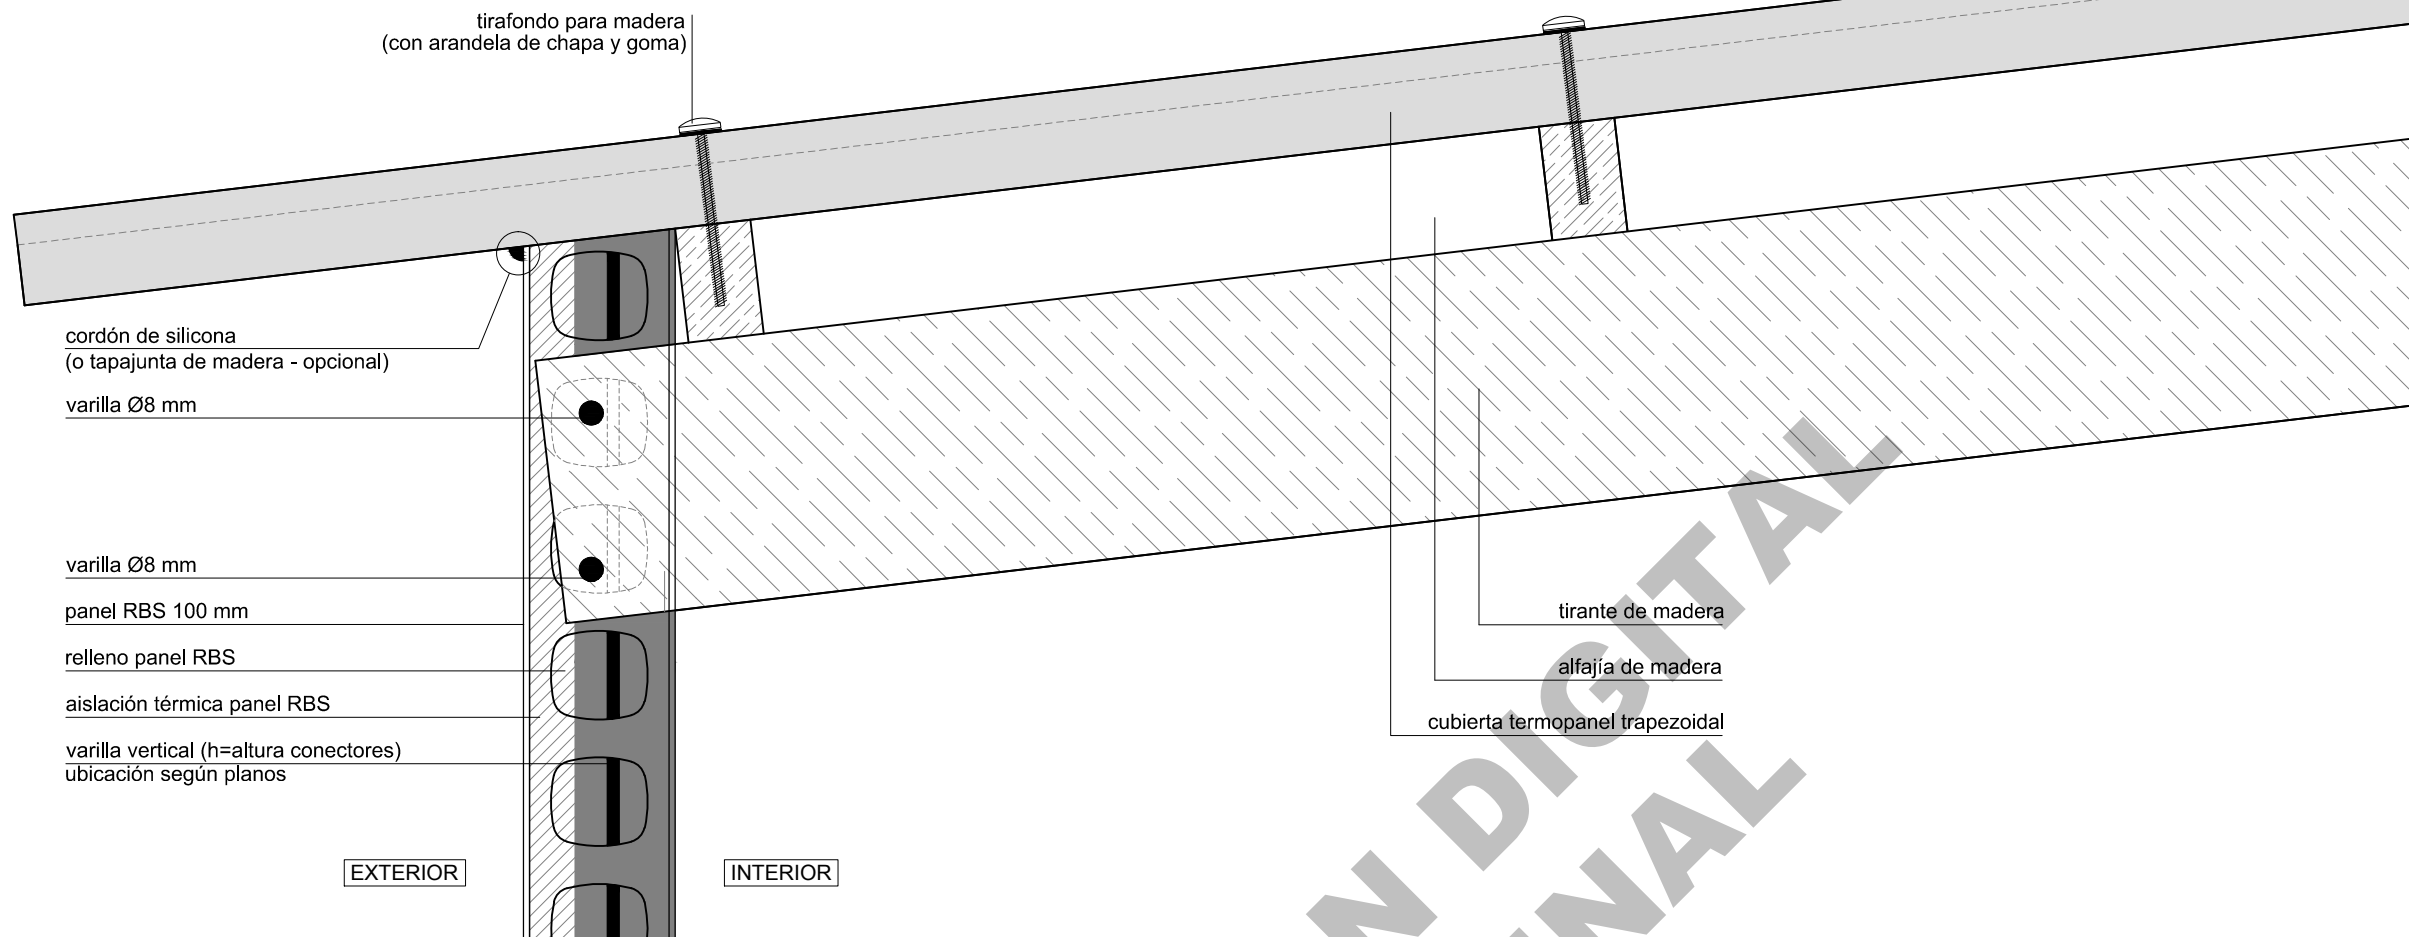 tirafondo para madera
(con arandela de chapa y goma)
cordón de silicona
(o tapajunta de madera - opcional)
varilla Ø8 mm
varilla Ø8 mm
panel RBS 100 mm
relleno panel RBS
aislación térmica panel RBS
varilla vertical (h=altura conectores)
ubicación según planos
EXTERIOR
INTERIOR
tirante de madera
alfajía de madera
cubierta termopanel trapezoidal
DIGITAL